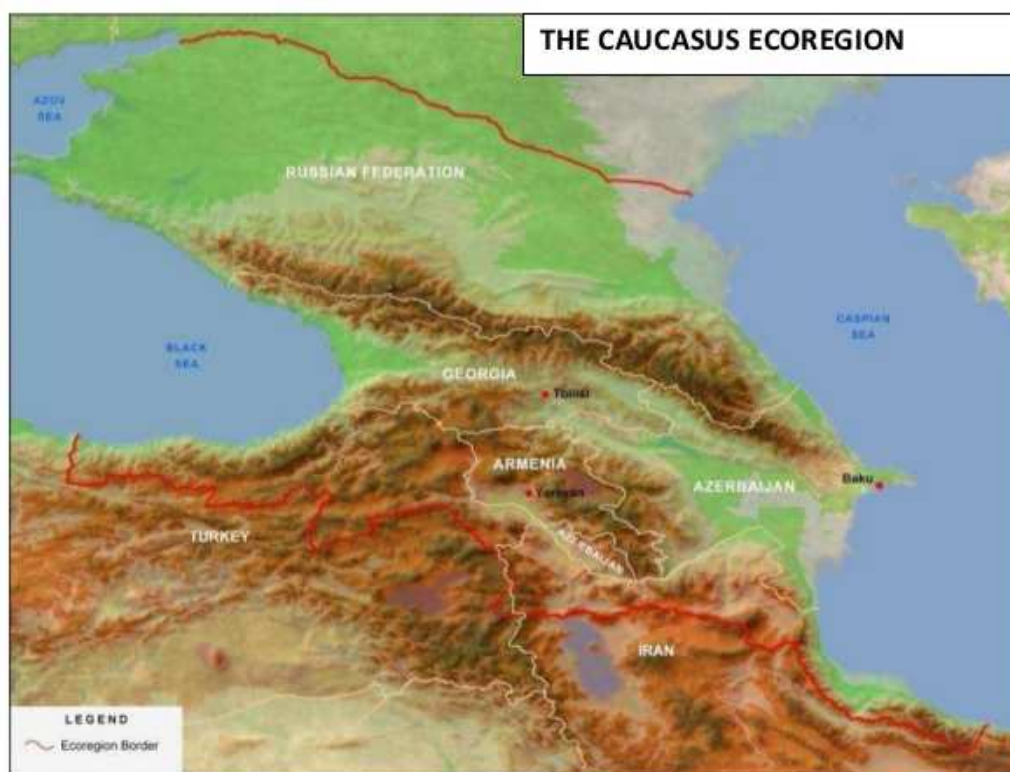 THE CAUCASUS ECOREGION
AZOV
SEA
RUSSIAN FEDERATION
CASPIAN
SEA
BLACK
SEA
GEORGIA
Tbilisi
ARMENIA
Yerevan
AZERBAIJAN
Baku
AZERBAIJAN
TURKEY
IRAN
LEGEND
Ecoregion Border